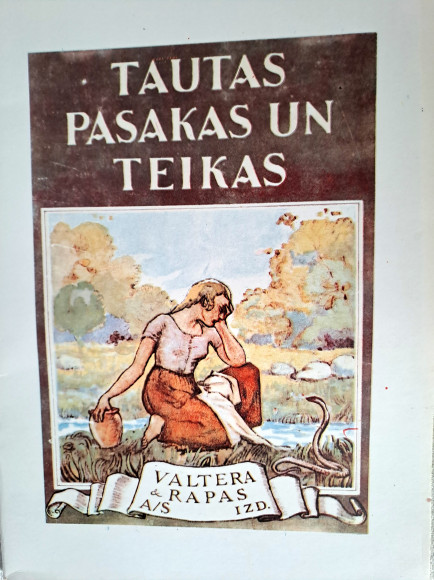 TAUTAS
PASAKAS UN
TEIKAS
VALTERA
& RAPAS
A/S IZD.